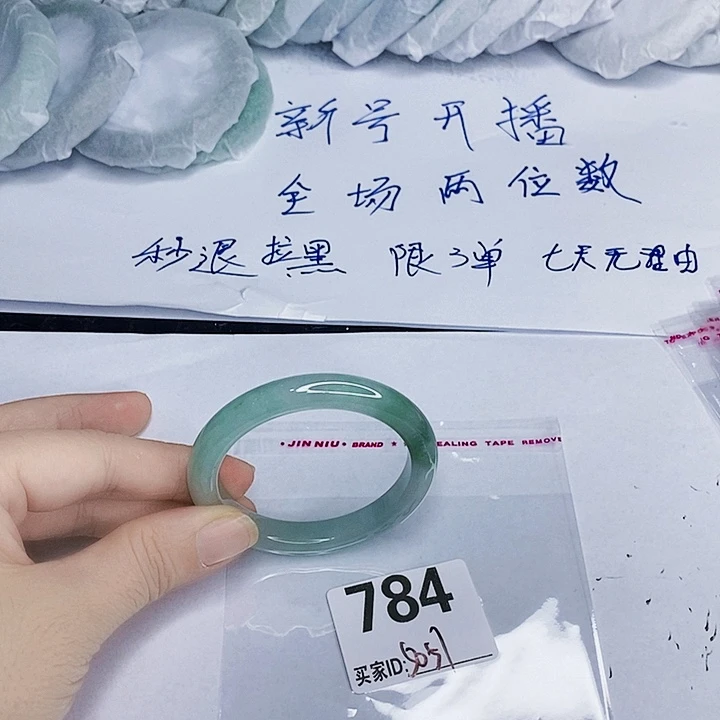 新号开播
全场两位数
秒退拉黑 限3单 七天无理由
•JINNIU• BRAND ★ EALING TAPE REMOVE
784
买家ID:8057